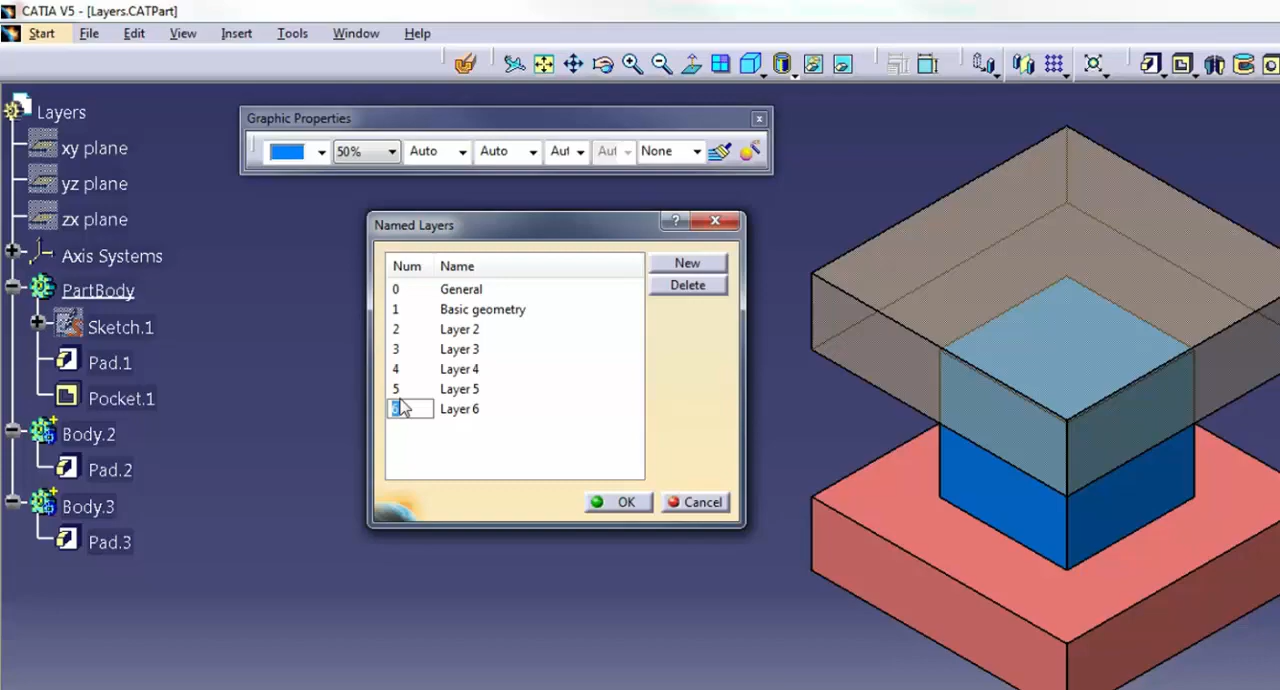 CATIA V5 - [Layers.CATPart]
Start File Edit View Insert Tools Window Help
Layers
xy plane
yz plane
zx plane
Axis Systems
PartBody
Sketch.1
Pad.1
Pocket.1
Body.2
Pad.2
Body.3
Pad.3
Graphic Properties x
50% Auto Auto Aut Aut None
Named Layers ? X
Num Name
0 General
1 Basic geometry
2 Layer 2
3 Layer 3
4 Layer 4
5 Layer 5
6 Layer 6
New
Delete
OK Cancel